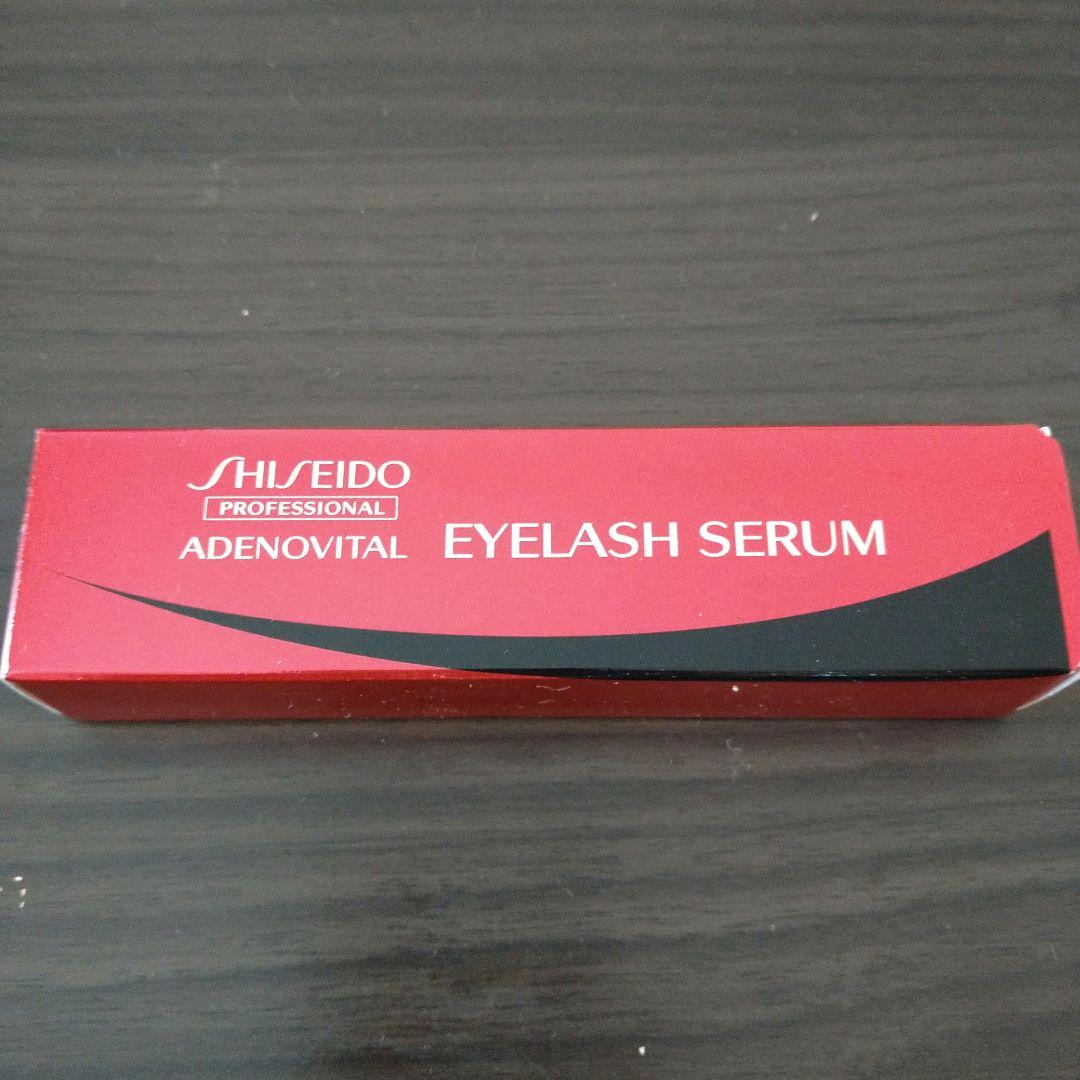 SHISEIDO
PROFESSIONAL
ADENOVITAL EYELASH SERUM